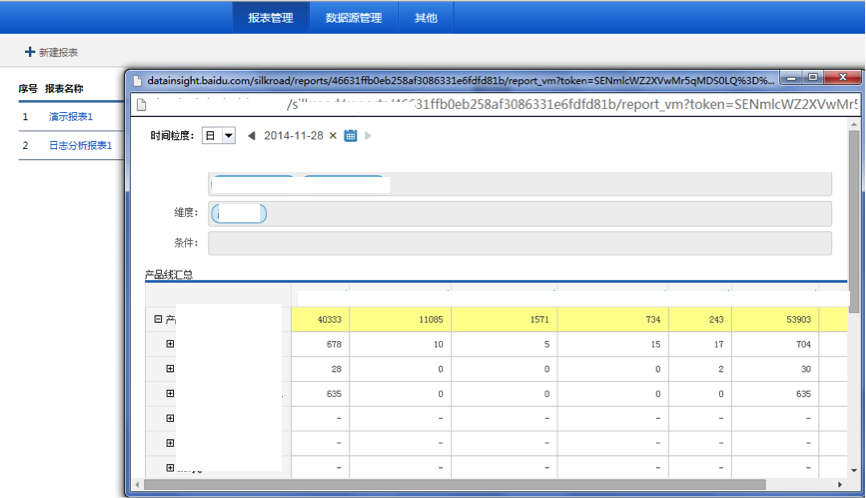 报表管理 数据源管理 其他
新建报表
序号 报表名称
1 演示报表1
2 日志分析报表1
datainsight.baidu.com/silkroad/reports/46631ffb0eb258af3086331e6fdfd81b/report_vm?token=SENmlcWZ2XVwMr5qMDS0LQ%3D%...
/silkroad/reports/46631ffb0eb258af3086331e6fdfd81b/report_vm?token=SENmlcWZ2XVwMr5
时间粒度: 日 2014-11-28
维度:
条件:
产品线汇总
40333 11085 1571 734 243 53903
678 10 5 15 17 704
28 0 0 0 2 30
635 0 0 0 0 635
- - - - - -
- - - - - -
- - - - - -